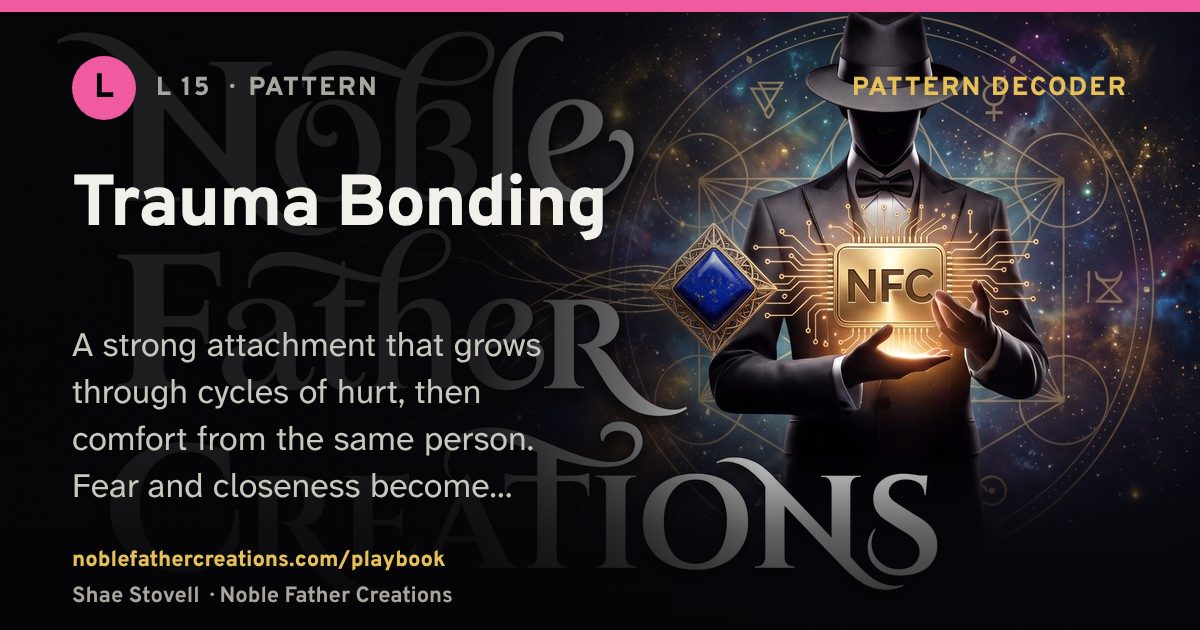 L
L 15 · PATTERN
PATTERN DECODER
Noble
Trauma Bonding
Father
NFC
A strong attachment that grows
through cycles of hurt, then
comfort from the same person.
Fear and closeness become...
Creations
noblefathercreations.com/playbook
Shae Stovell · Noble Father Creations